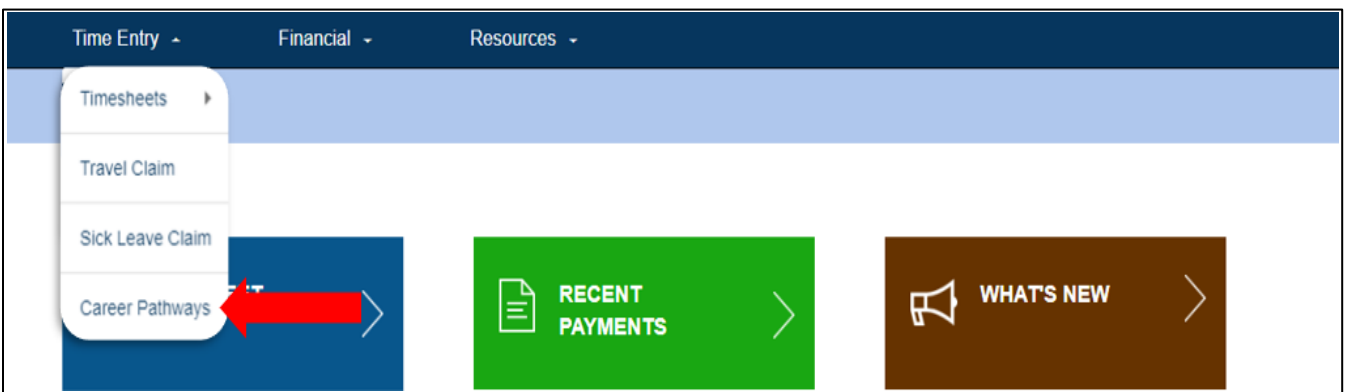 Time Entry Financial Resources
Timesheets
Travel Claim
Sick Leave Claim
Career Pathways
RECENT
PAYMENTS
WHAT'S NEW